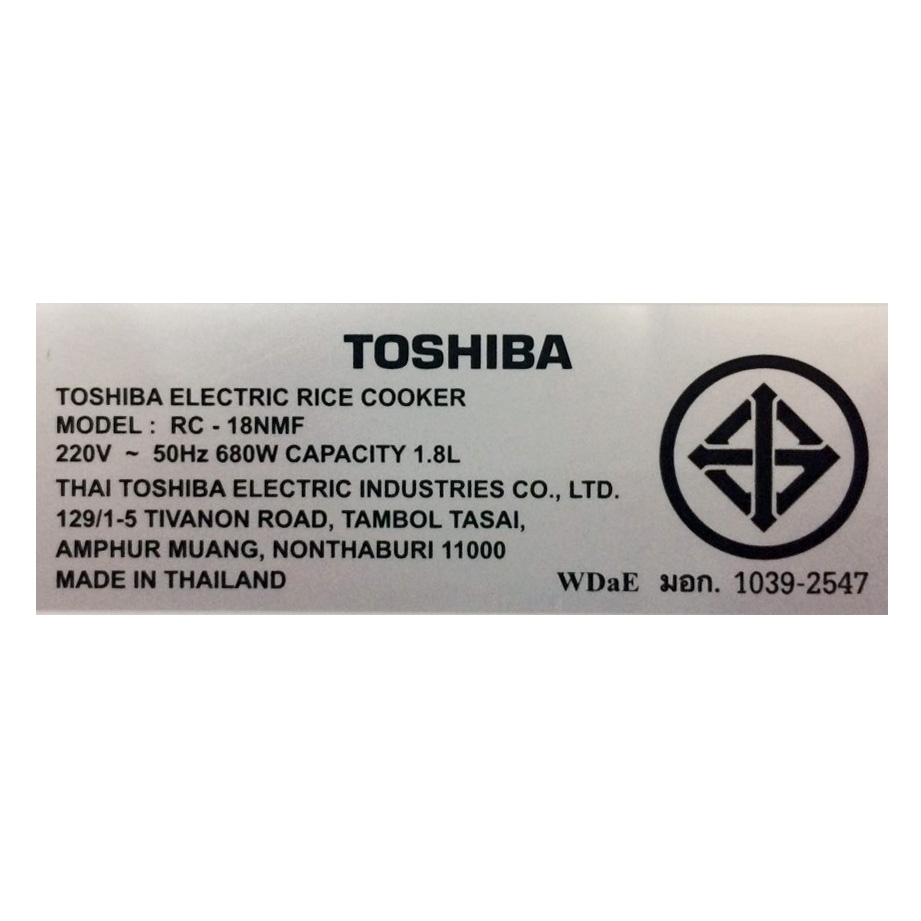 TOSHIBA
TOSHIBA ELECTRIC RICE COOKER
MODEL : RC - 18NMF
220V ~ 50Hz 680W CAPACITY 1.8L
THAI TOSHIBA ELECTRIC INDUSTRIES CO., LTD.
129/1-5 TIVANON ROAD, TAMBOL TASAI,
AMPHUR MUANG, NONTHABURI 11000
MADE IN THAILAND
WDaE มอก. 1039-2547